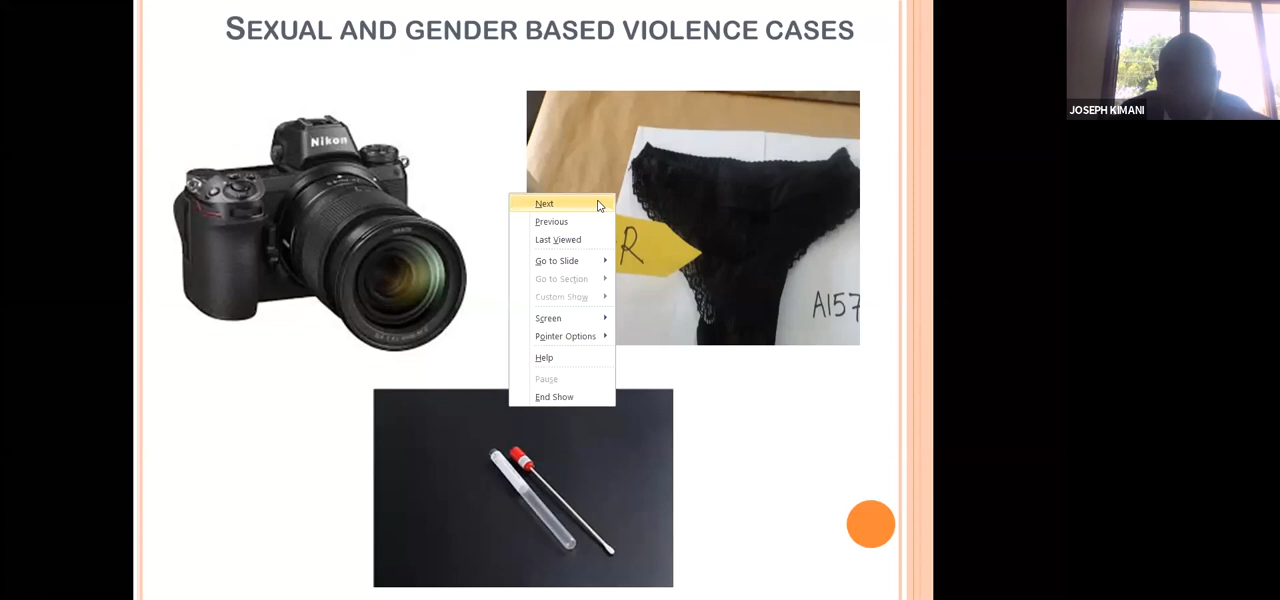 SEXUAL AND GENDER BASED VIOLENCE CASES
JOSEPH KIMANI
Nikon
Next
Previous
Last Viewed
Go to Slide
Go to Section
Custom Show
Screen
Pointer Options
Help
Pause
End Show
R
A157